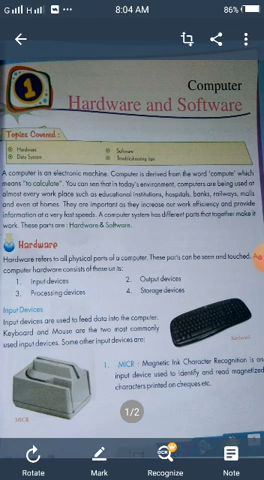 8:04 AM
86%
1
Computer
Hardware and Software
Topics Covered :
Hardware
Software
Data System
Troubleshooting tips
A computer is an electronic machine. Computer is derived from the word 'compute' which
means "to calculate". You can see that in today's environment, computers are being used at
almost every work place such as educational institutions, hospitals, banks, railways, malls
and even at homes. They are important as they increase our work efficiency and provide
information at a very fast speeds. A computer system has different parts that together make it
work. These parts are : Hardware & Software.
Hardware
Hardware refers to all physical parts of a computer. These parts can be seen and touched. A
computer hardware consists of these units:
1. Input devices
2. Output devices
3. Processing devices
4. Storage devices
Input Devices
Input devices are used to feed data into the computer.
Keyboard and Mouse are the two most commonly
used input devices. Some other input devices are:
Keyboard
1. MICR : Magnetic Ink Character Recognition is an
input device used to identify and read magnetized
characters printed on cheques etc.
MICR
1/2
Rotate
Mark
OCR
Recognize
Note